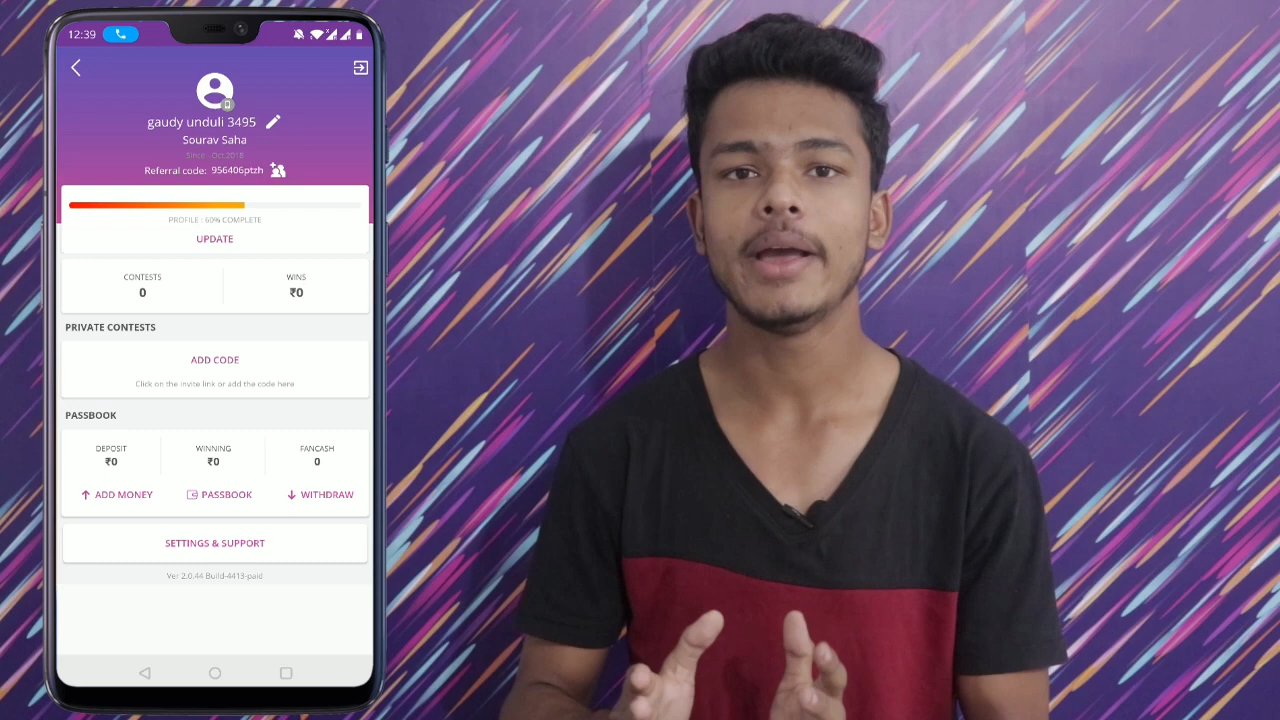 12:39
gaudy unduli 3495
Sourav Saha
Since : Oct,2018
Referral code: 956406ptzh
PROFILE : 60% COMPLETE
UPDATE
CONTESTS WINS
0 ₹0
PRIVATE CONTESTS
ADD CODE
Click on the invite link or add the code here
PASSBOOK
DEPOSIT WINNING FANCASH
₹0 ₹0 0
ADD MONEY PASSBOOK WITHDRAW
SETTINGS & SUPPORT
Ver 2.0.44 Build-4413-paid